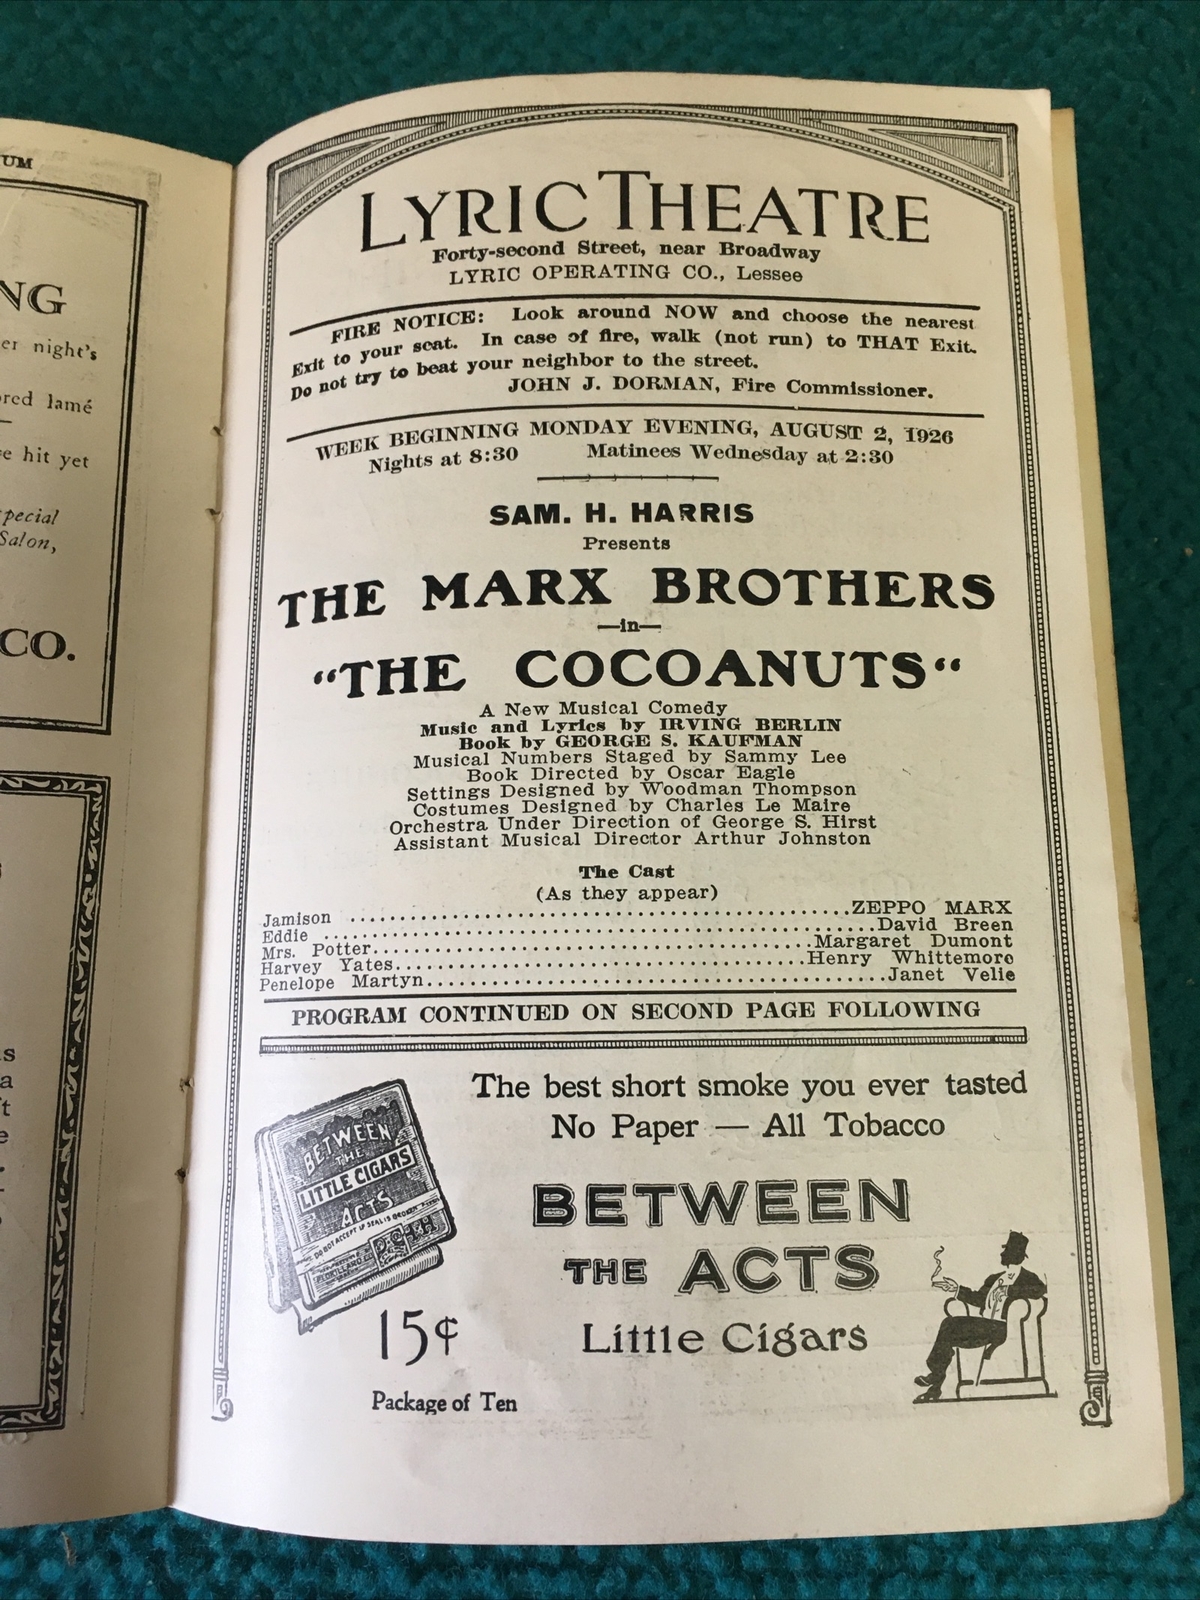 UM
NG
er night's
ored lamé
e hit yet
pecial
Salon,
CO.
s
a
ft
e
LYRIC THEATRE
Forty-second Street, near Broadway
LYRIC OPERATING CO., Lessee
FIRE NOTICE: Look around NOW and choose the nearest
Exit to your seat. In case of fire, walk (not run) to THAT Exit.
Do not try to beat your neighbor to the street.
JOHN J. DORMAN, Fire Commissioner.
WEEK BEGINNING MONDAY EVENING, AUGUST 2, 1926
Nights at 8:30 Matinees Wednesday at 2:30
SAM. H. HARRIS
Presents
THE MARX BROTHERS
—in—
“THE COCOANUTS“
A New Musical Comedy
Music and Lyrics by IRVING BERLIN
Book by GEORGE S. KAUFMAN
Musical Numbers Staged by Sammy Lee
Book Directed by Oscar Eagle
Settings Designed by Woodman Thompson
Costumes Designed by Charles Le Maire
Orchestra Under Direction of George S. Hirst
Assistant Musical Director Arthur Johnston
The Cast
(As they appear)
Jamison ..........ZEPPO MARX
Eddie ..........David Breen
Mrs. Potter..........Margaret Dumont
Harvey Yates..........Henry Whittemore
Penelope Martyn..........Janet Velie
PROGRAM CONTINUED ON SECOND PAGE FOLLOWING
The best short smoke you ever tasted
No Paper — All Tobacco
BETWEEN
THE
LITTLE CIGARS
ACTS
DO NOT ACCEPT IF SEAL IS BROKEN
BETWEEN
THE ACTS
Little Cigars
15¢
Package of Ten